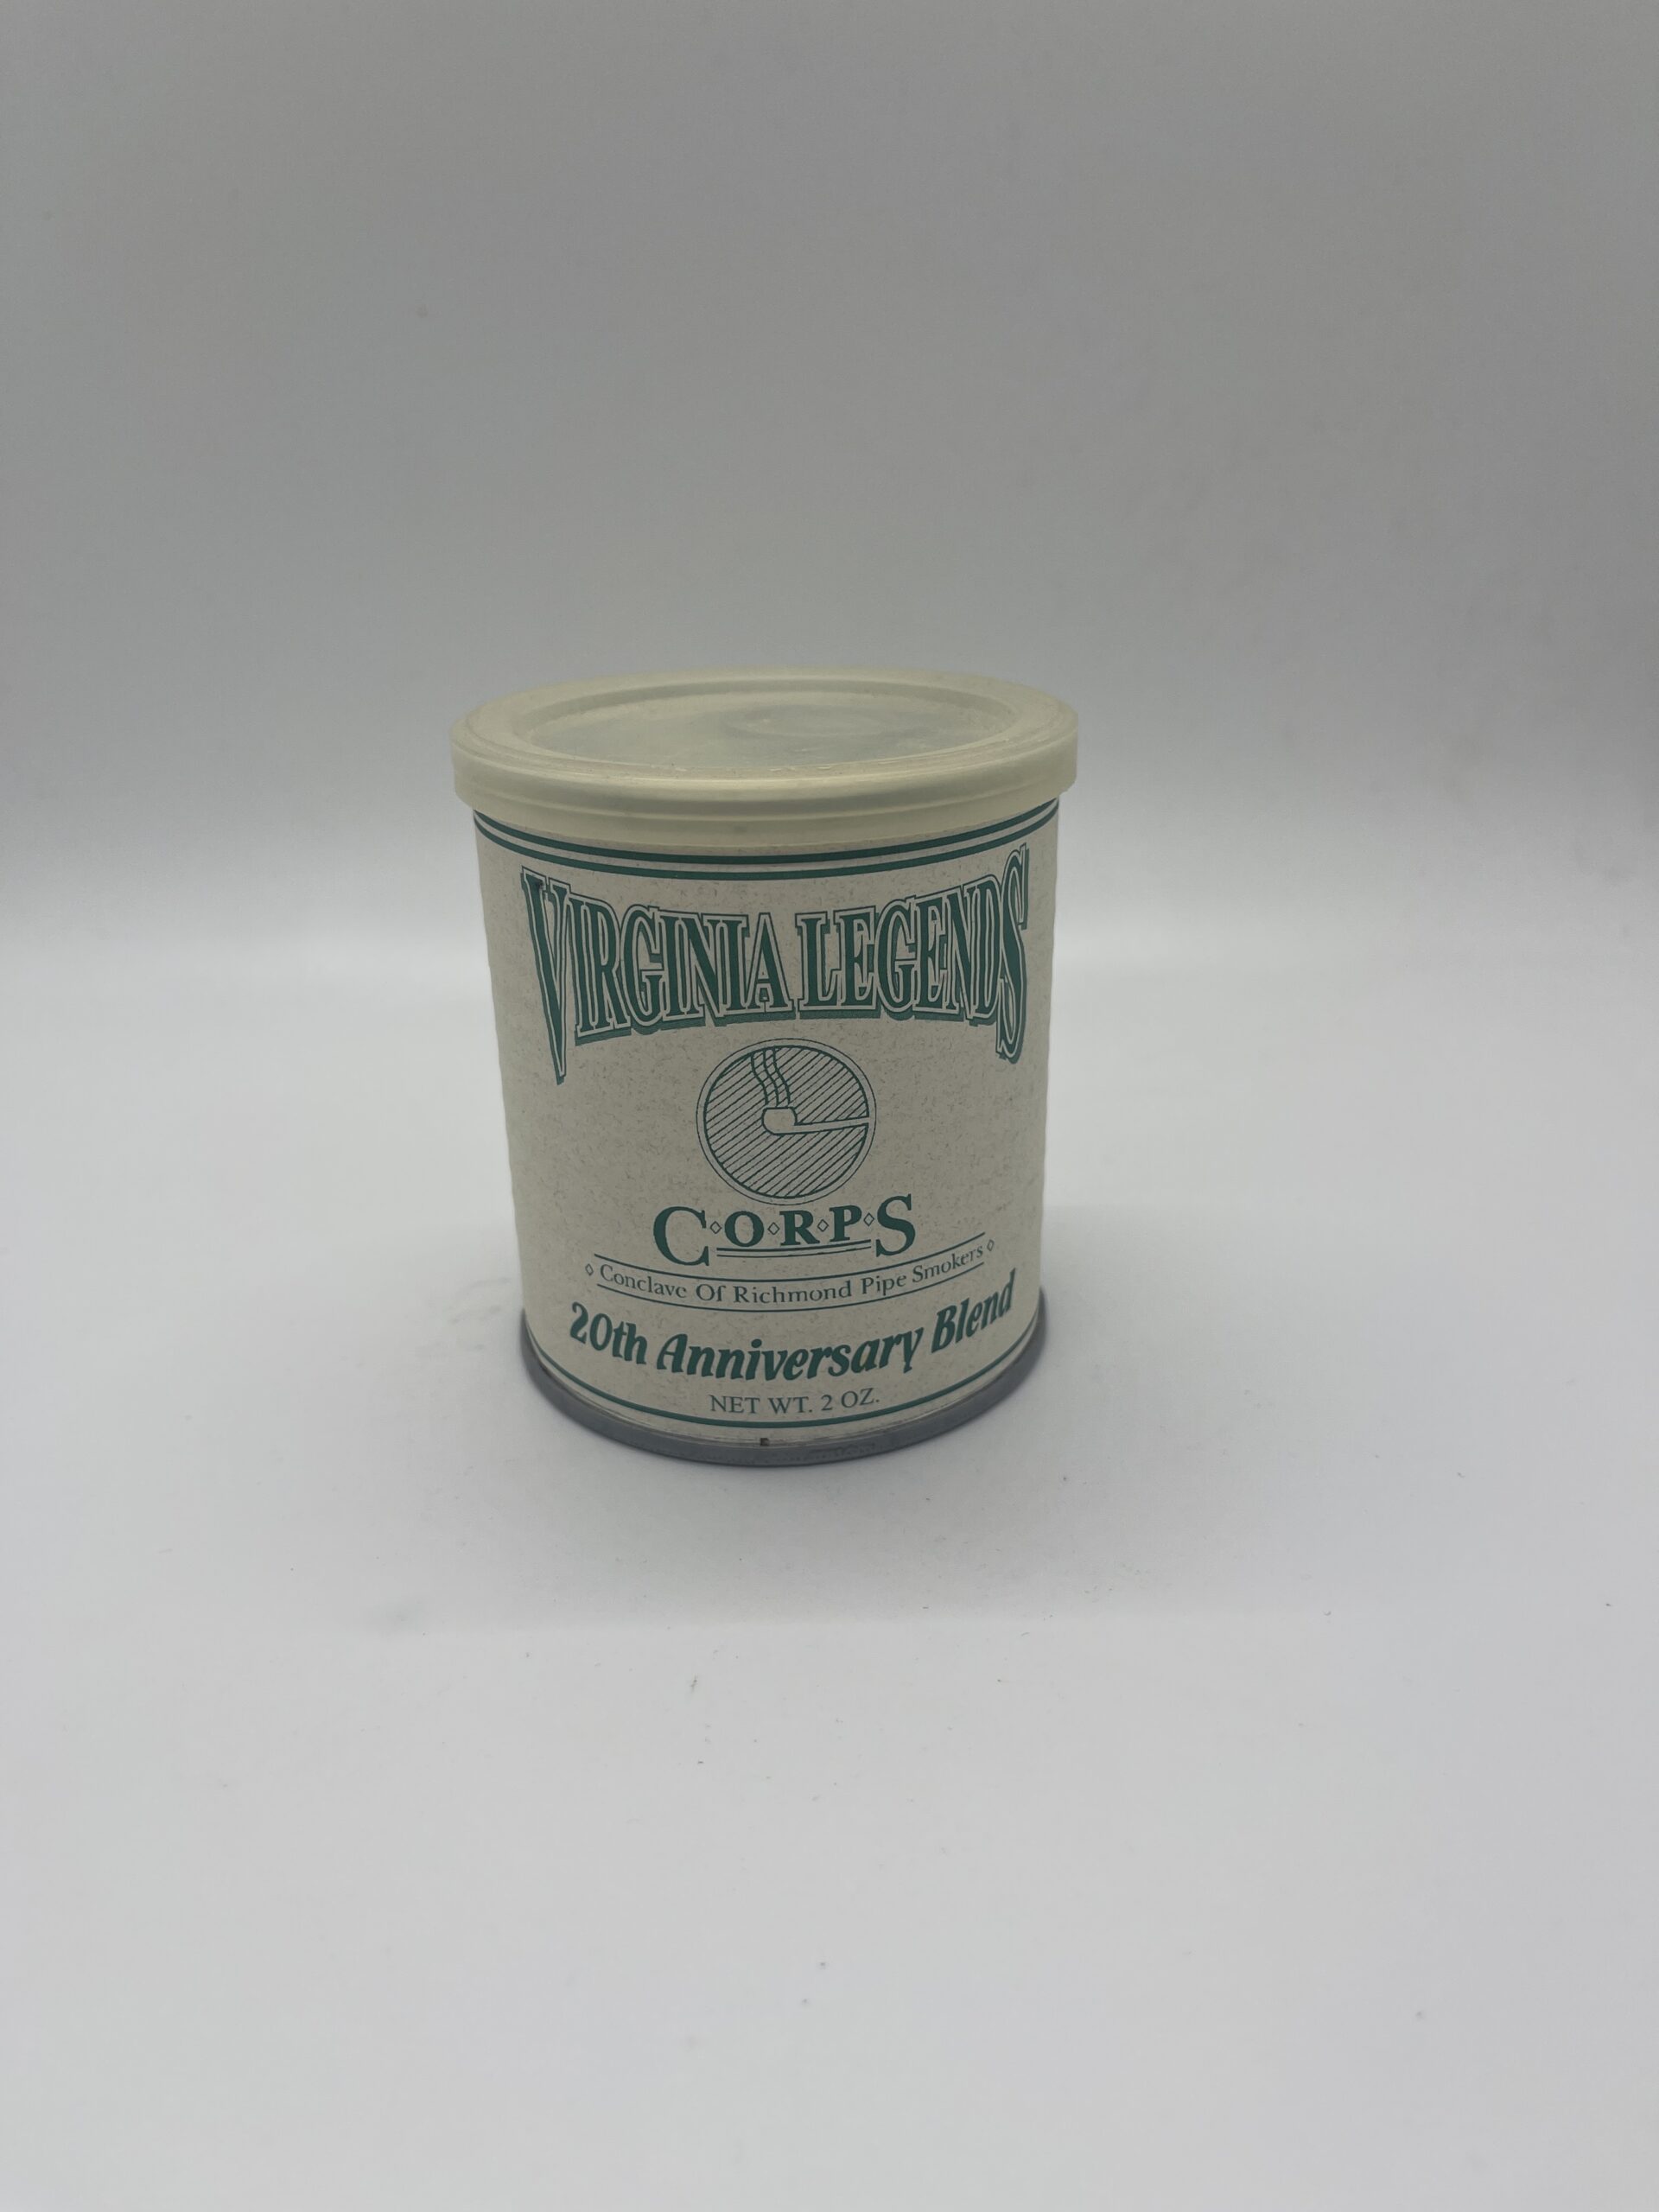 VIRGINIA LEGENDS
C◇O◇R◇P◇S
◇ Conclave Of Richmond Pipe Smokers ◇
20th Anniversary Blend
NET WT. 2 OZ.